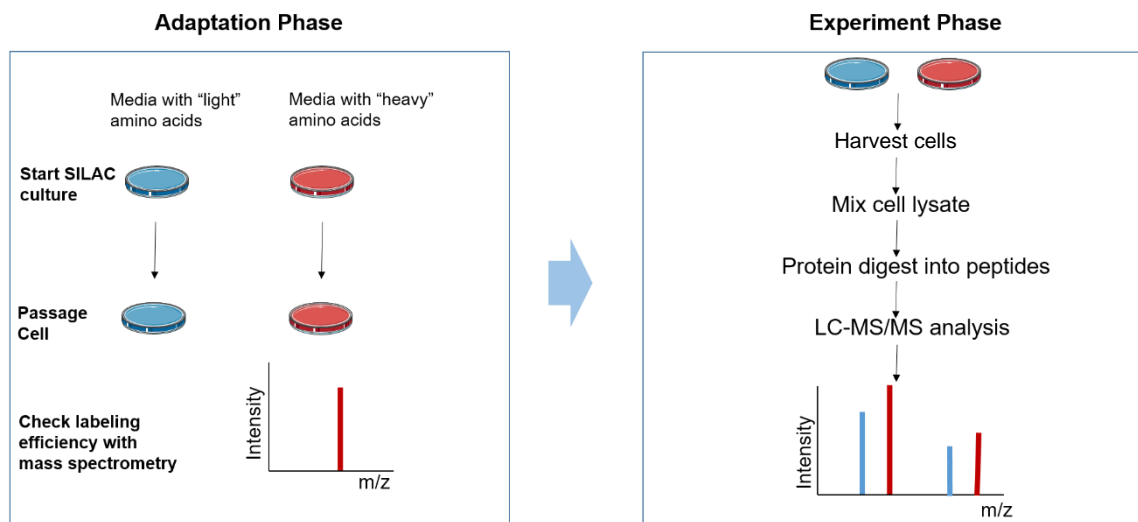 Adaptation Phase
Media with “light”
amino acids
Media with “heavy”
amino acids
Start SILAC
culture
Passage
Cell
Check labeling
efficiency with
mass spectrometry
Intensity
m/z
Experiment Phase
Harvest cells
Mix cell lysate
Protein digest into peptides
LC-MS/MS analysis
Intensity
m/z